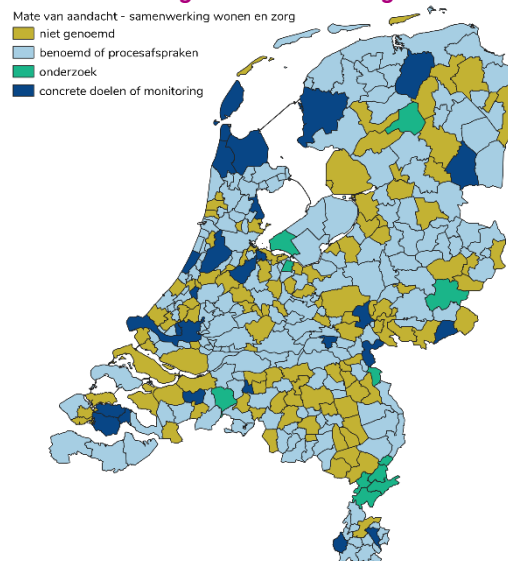 Mate van aandacht - samenwerking wonen en zorg
niet genoemd
benoemd of procesafspraken
onderzoek
concrete doelen of monitoring